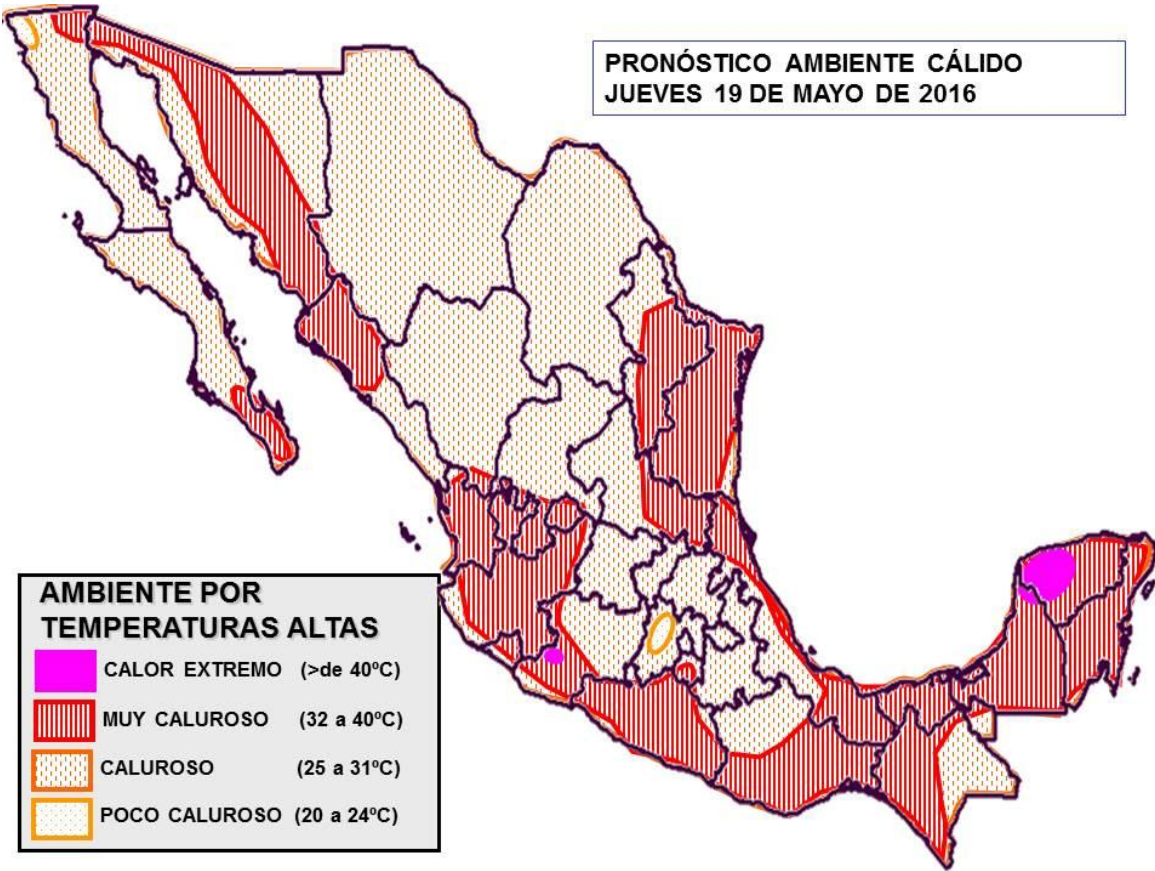 PRONÓSTICO AMBIENTE CÁLIDO
JUEVES 19 DE MAYO DE 2016
AMBIENTE POR
TEMPERATURAS ALTAS
CALOR EXTREMO (>de 40ºC)
MUY CALUROSO (32 a 40ºC)
CALUROSO (25 a 31ºC)
POCO CALUROSO (20 a 24ºC)